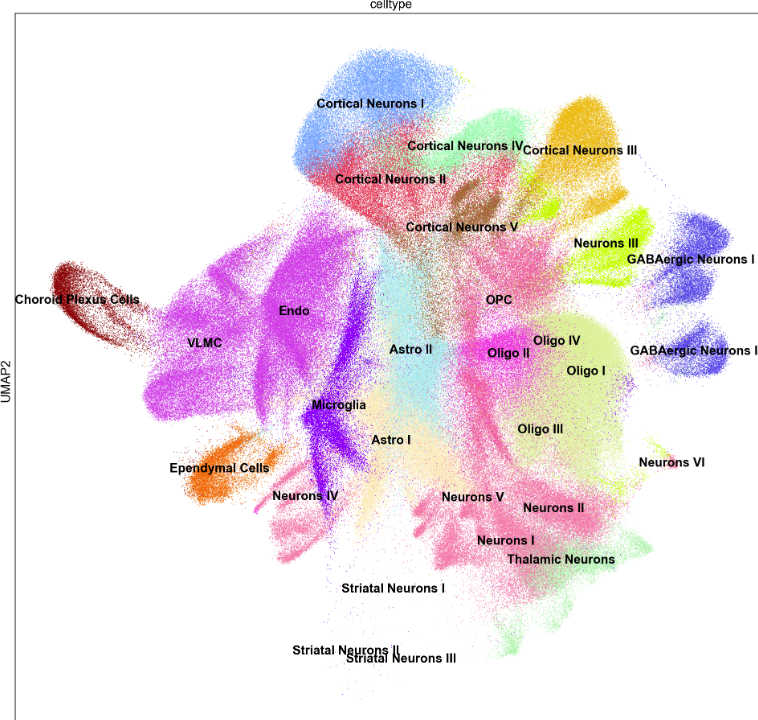 celltype
Cortical Neurons I
Cortical Neurons IV
Cortical Neurons III
Cortical Neurons II
Cortical Neurons V
Neurons III
GABAergic Neurons I
Choroid Plexus Cells
OPC
Endo
VLMC
Astro II
Oligo IV
Oligo II
GABAergic Neurons I
Oligo I
UMAP2
Microglia
Oligo III
Astro I
Neurons VI
Ependymal Cells
Neurons IV
Neurons V
Neurons II
Neurons I
Thalamic Neurons
Striatal Neurons I
Striatal Neurons II
Striatal Neurons III